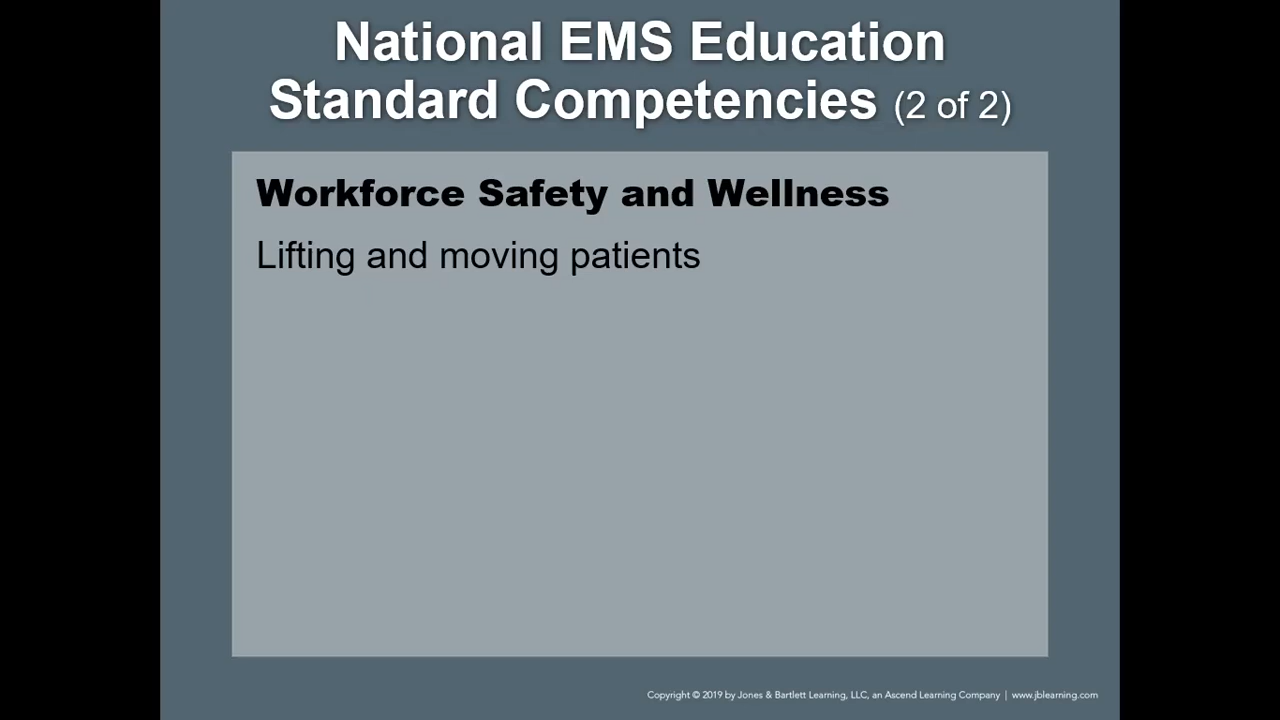 National EMS Education
Standard Competencies (2 of 2)
Workforce Safety and Wellness
Lifting and moving patients
Copyright © 2019 by Jones & Bartlett Learning, LLC, an Ascend Learning Company | www.jblearning.com